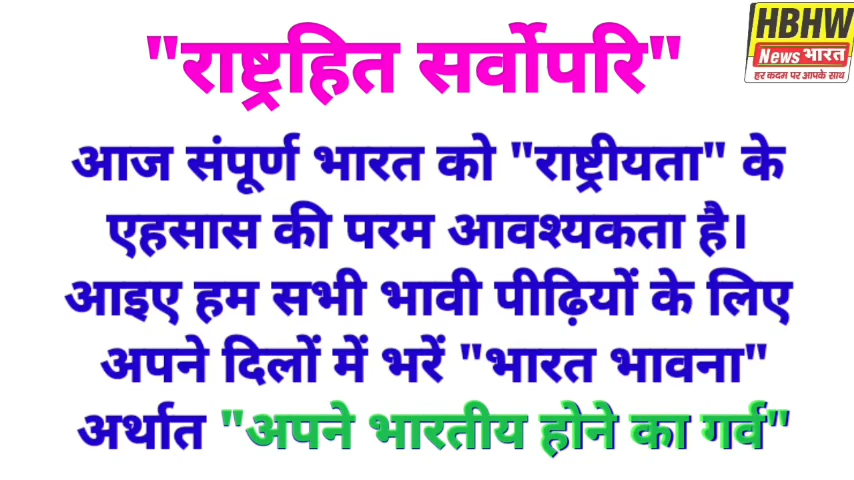 "राष्ट्रहित सर्वोपरि"
HBHW
News भारत
हर कदम पर आपके साथ
आज संपूर्ण भारत को "राष्ट्रीयता" के
एहसास की परम आवश्यकता है।
आइए हम सभी भावी पीढ़ियों के लिए
अपने दिलों में भरें "भारत भावना"
अर्थात "अपने भारतीय होने का गर्व"